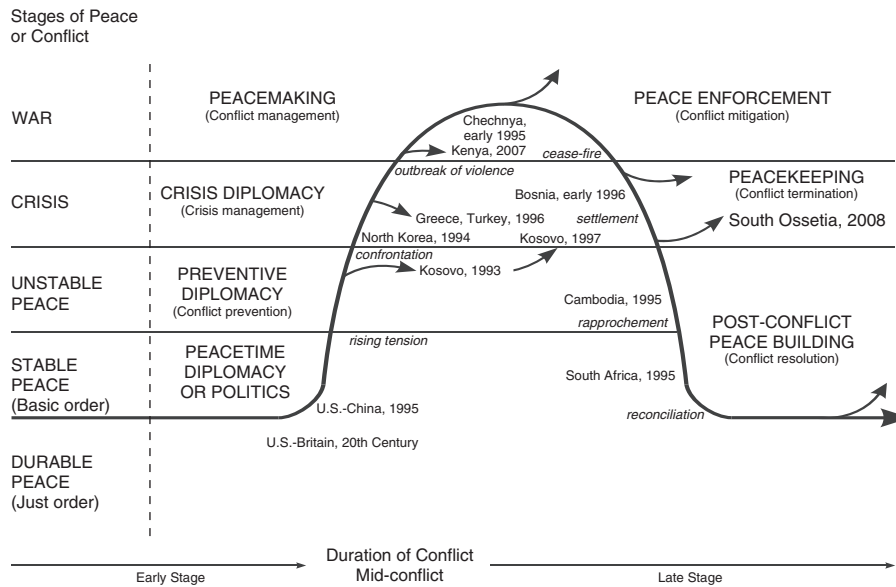 Stages of Peace
or Conflict
WAR
PEACEMAKING
(Conflict management)
PEACE ENFORCEMENT
(Conflict mitigation)
Chechnya,
early 1995
Kenya, 2007
cease-fire
outbreak of violence
CRISIS
CRISIS DIPLOMACY
(Crisis management)
PEACEKEEPING
(Conflict termination)
Bosnia, early 1996
Greece, Turkey, 1996
settlement
South Ossetia, 2008
North Korea, 1994
Kosovo, 1997
confrontation
UNSTABLE
PEACE
PREVENTIVE
DIPLOMACY
(Conflict prevention)
Kosovo, 1993
Cambodia, 1995
rapprochement
rising tension
POST-CONFLICT
PEACE BUILDING
(Conflict resolution)
STABLE
PEACE
(Basic order)
PEACETIME
DIPLOMACY
OR POLITICS
South Africa, 1995
U.S.-China, 1995
reconciliation
U.S.-Britain, 20th Century
DURABLE
PEACE
(Just order)
Duration of Conflict
Mid-conflict
Early Stage
Late Stage